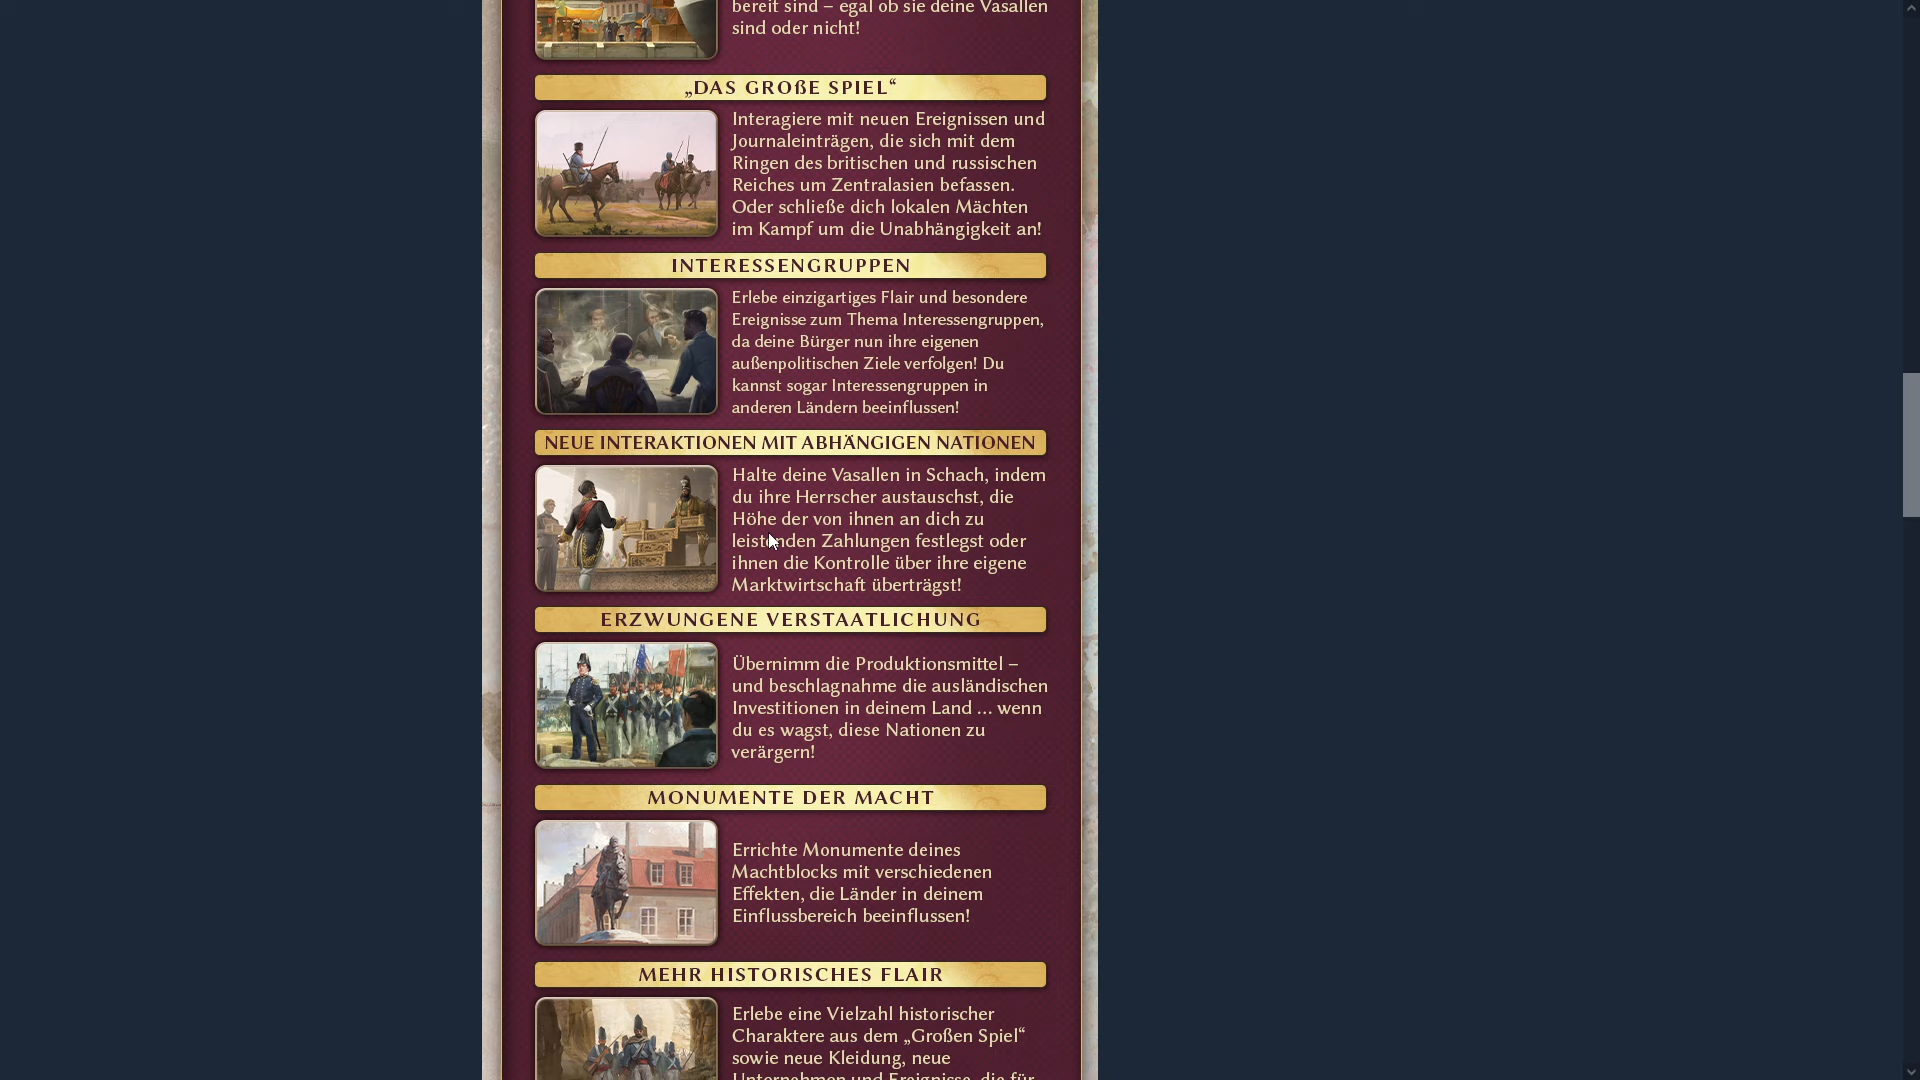 bereit sind – egal ob sie deine Vasallen
sind oder nicht!
„DAS GROẞE SPIEL“
Interagiere mit neuen Ereignissen und
Journaleinträgen, die sich mit dem
Ringen des britischen und russischen
Reiches um Zentralasien befassen.
Oder schließe dich lokalen Mächten
im Kampf um die Unabhängigkeit an!
INTERESSENGRUPPEN
Erlebe einzigartiges Flair und besondere
Ereignisse zum Thema Interessengruppen,
da deine Bürger nun ihre eigenen
außenpolitischen Ziele verfolgen! Du
kannst sogar Interessengruppen in
anderen Ländern beeinflussen!
NEUE INTERAKTIONEN MIT ABHÄNGIGEN NATIONEN
Halte deine Vasallen in Schach, indem
du ihre Herrscher austauschst, die
Höhe der von ihnen an dich zu
leistenden Zahlungen festlegst oder
ihnen die Kontrolle über ihre eigene
Marktwirtschaft überträgst!
ERZWUNGENE VERSTAATLICHUNG
Übernimm die Produktionsmittel –
und beschlagnahme die ausländischen
Investitionen in deinem Land ... wenn
du es wagst, diese Nationen zu
verärgern!
MONUMENTE DER MACHT
Errichte Monumente deines
Machtblocks mit verschiedenen
Effekten, die Länder in deinem
Einflussbereich beeinflussen!
MEHR HISTORISCHES FLAIR
Erlebe eine Vielzahl historischer
Charaktere aus dem „Großen Spiel“
sowie neue Kleidung, neue
Unternehmen und Ereignisse, die für